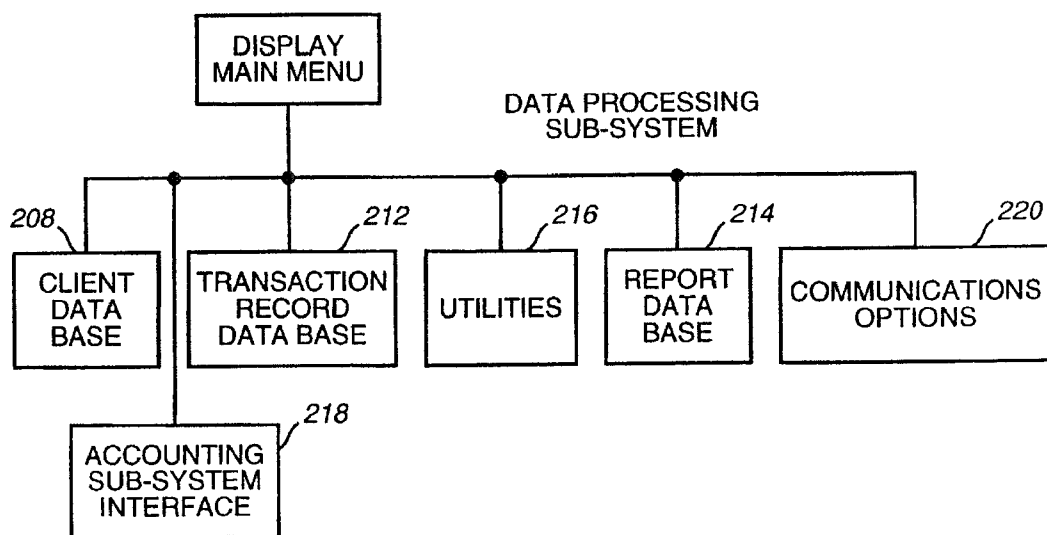 DISPLAY
MAIN MENU
DATA PROCESSING
SUB-SYSTEM
208
212
216
214
220
CLIENT
DATA
BASE
TRANSACTION
RECORD
DATA BASE
UTILITIES
REPORT
DATA
BASE
COMMUNICATIONS
OPTIONS
218
ACCOUNTING
SUB-SYSTEM
INTERFACE